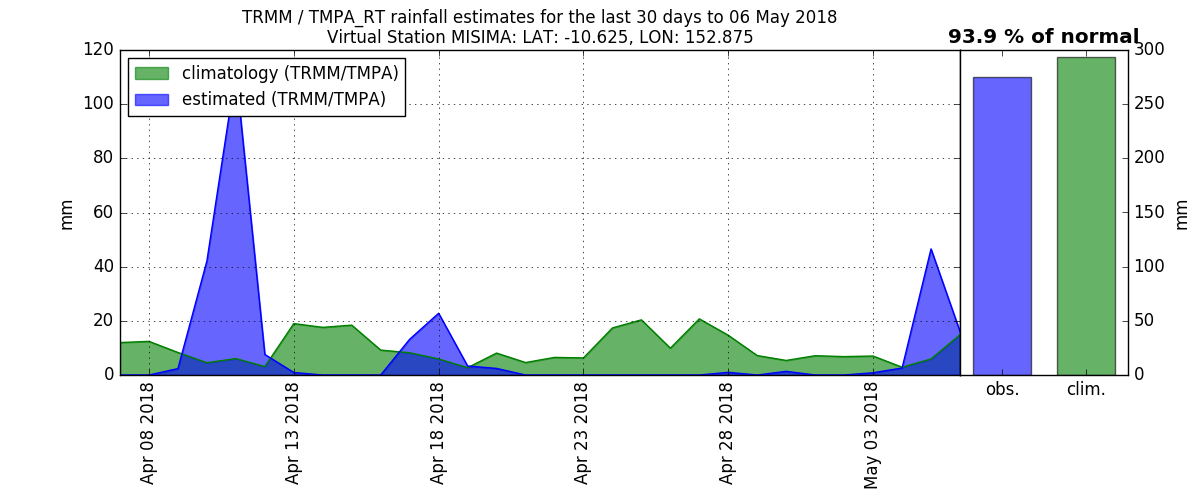 TRMM / TMPA_RT rainfall estimates for the last 30 days to 06 May 2018
Virtual Station MISIMA: LAT: -10.625, LON: 152.875
93.9 % of normal
climatology (TRMM/TMPA)
estimated (TRMM/TMPA)
120
100
80
60
40
20
0
mm
Apr 08 2018
Apr 13 2018
Apr 18 2018
Apr 23 2018
Apr 28 2018
May 03 2018
obs.
clim.
300
250
200
150
100
50
0
mm